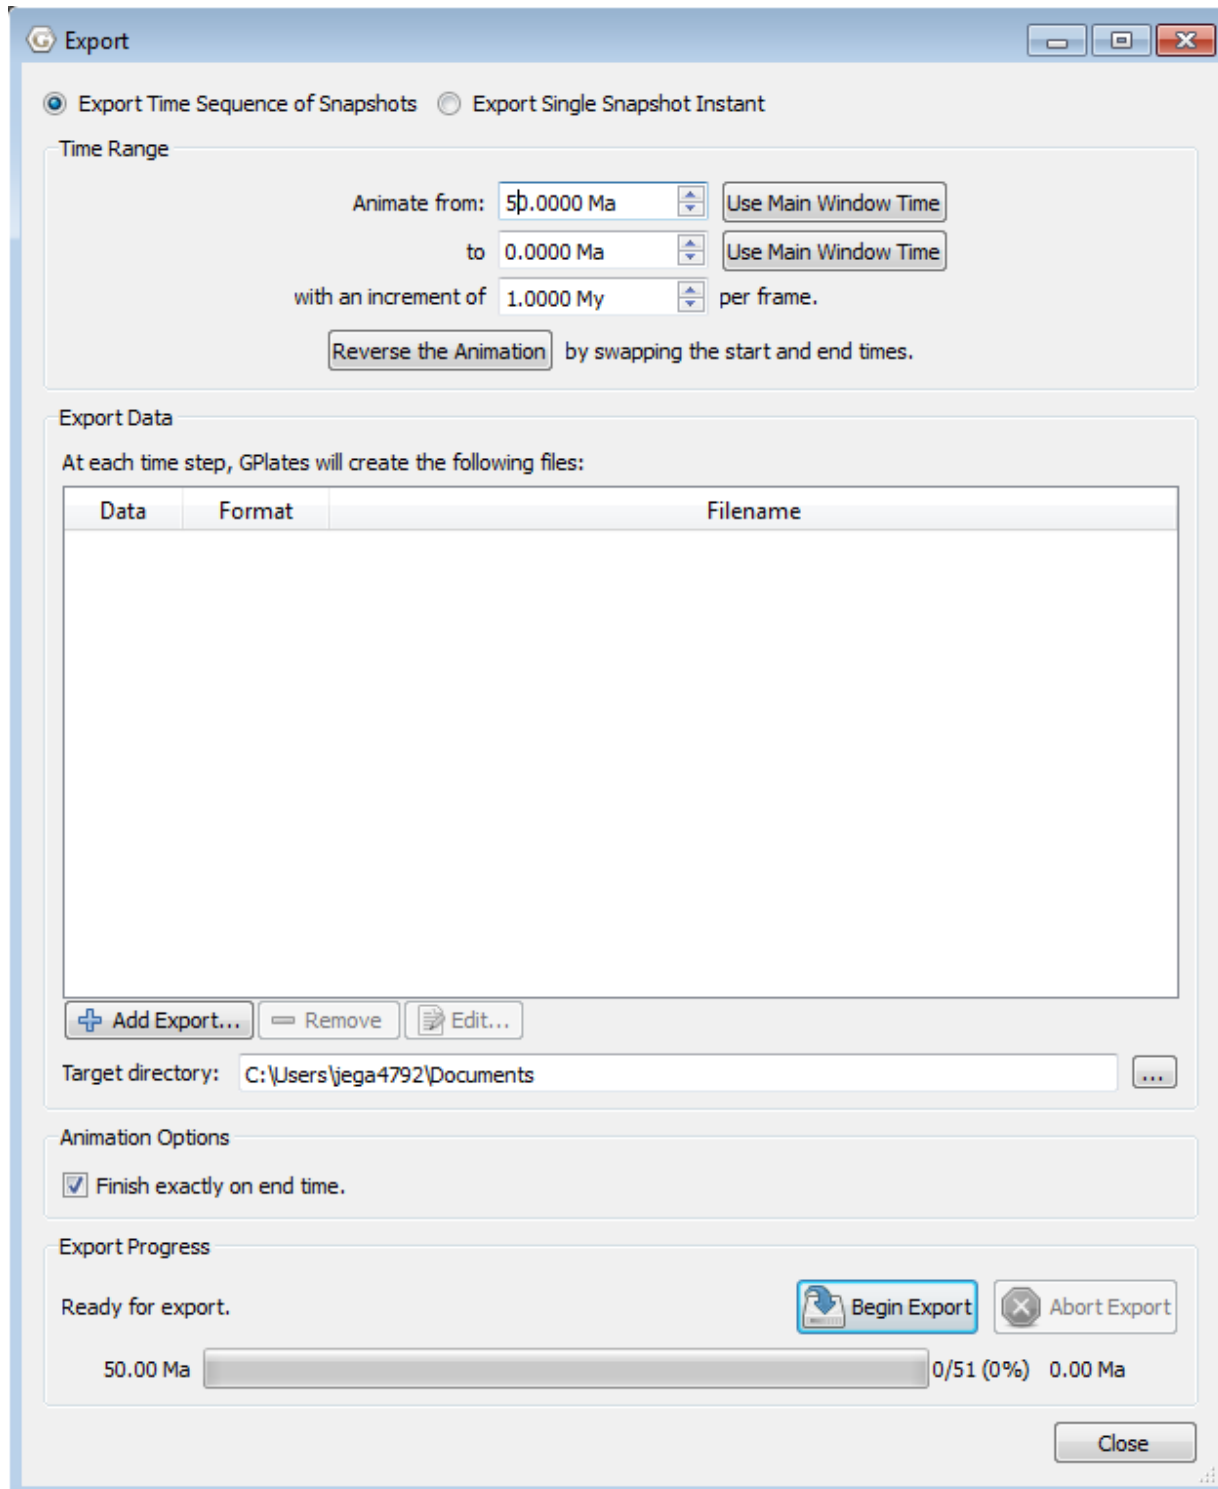 Export
Export Time Sequence of Snapshots Export Single Snapshot Instant
Time Range
Animate from: 50.0000 Ma Use Main Window Time
to 0.0000 Ma Use Main Window Time
with an increment of 1.0000 My per frame.
Reverse the Animation by swapping the start and end times.
Export Data
At each time step, GPlates will create the following files:
Data Format Filename
Add Export... Remove Edit...
Target directory: C:\Users\jega4792\Documents ...
Animation Options
Finish exactly on end time.
Export Progress
Ready for export. Begin Export Abort Export
50.00 Ma 0/51 (0%) 0.00 Ma
Close